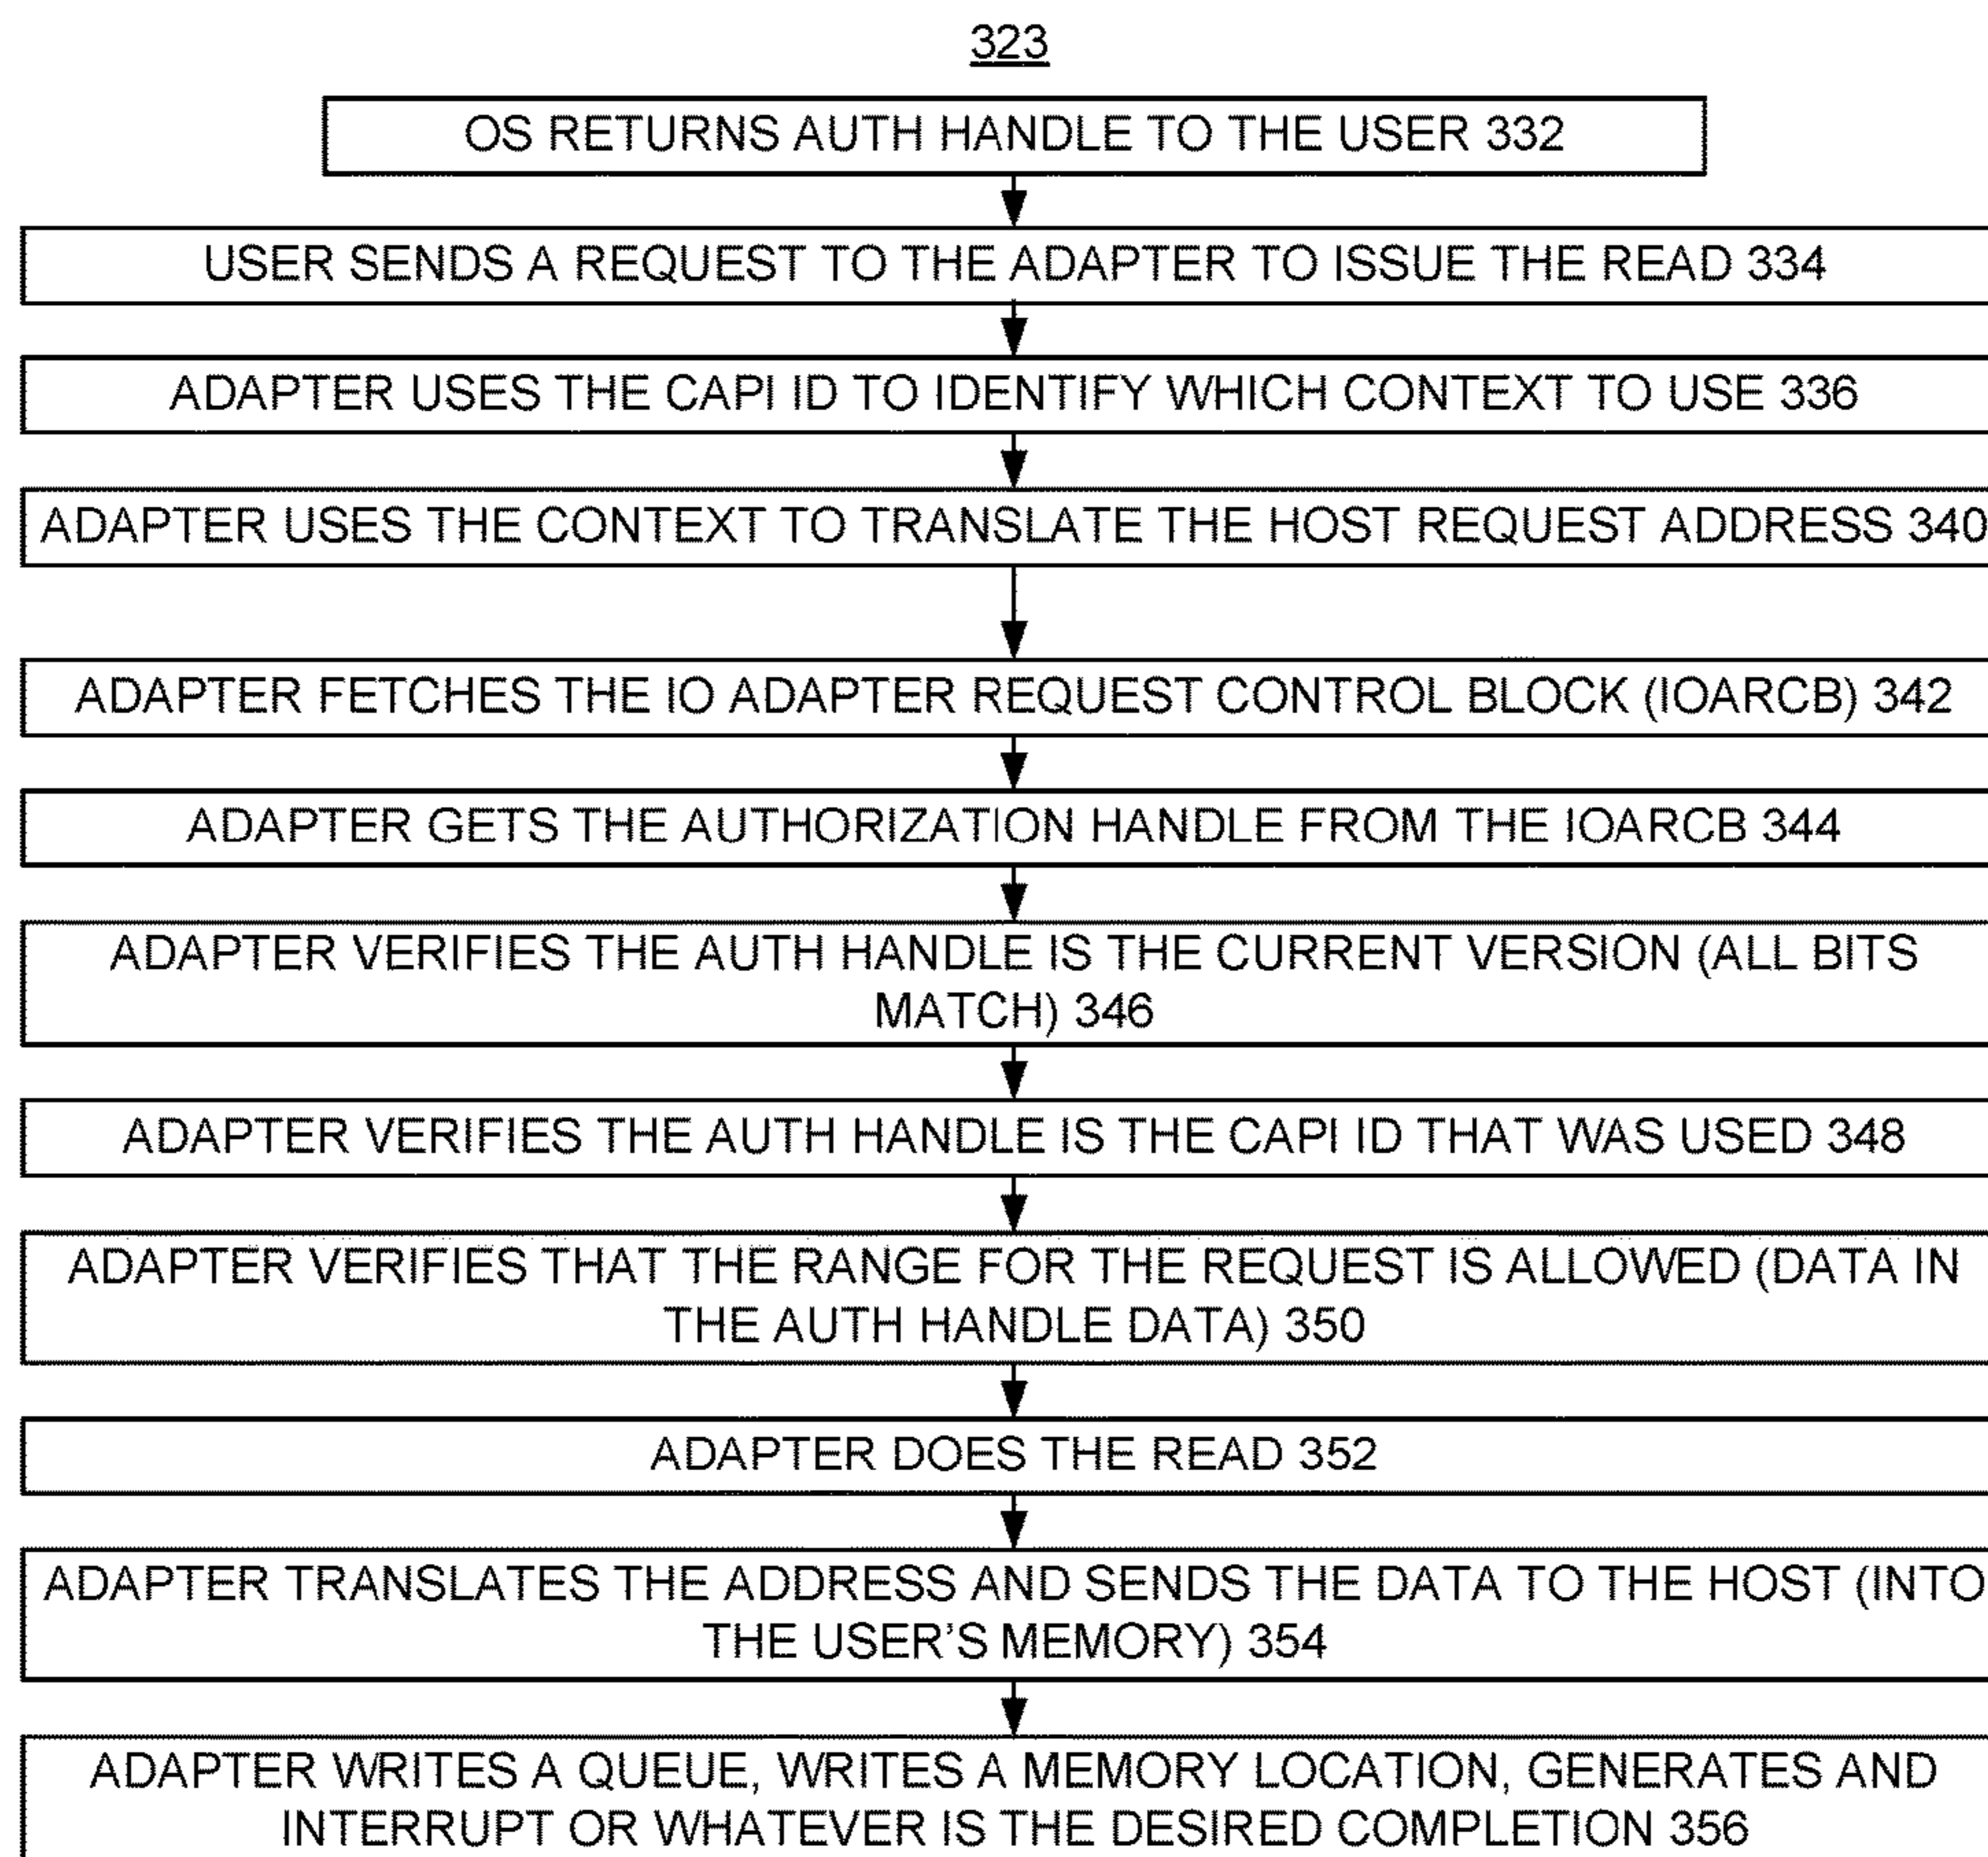 323
OS RETURNS AUTH HANDLE TO THE USER 332
USER SENDS A REQUEST TO THE ADAPTER TO ISSUE THE READ 334
ADAPTER USES THE CAPI ID TO IDENTIFY WHICH CONTEXT TO USE 336
ADAPTER USES THE CONTEXT TO TRANSLATE THE HOST REQUEST ADDRESS 340
ADAPTER FETCHES THE IO ADAPTER REQUEST CONTROL BLOCK (IOARCB) 342
ADAPTER GETS THE AUTHORIZATION HANDLE FROM THE IOARCB 344
ADAPTER VERIFIES THE AUTH HANDLE IS THE CURRENT VERSION (ALL BITS
MATCH) 346
ADAPTER VERIFIES THE AUTH HANDLE IS THE CAPI ID THAT WAS USED 348
ADAPTER VERIFIES THAT THE RANGE FOR THE REQUEST IS ALLOWED (DATA IN
THE AUTH HANDLE DATA) 350
ADAPTER DOES THE READ 352
ADAPTER TRANSLATES THE ADDRESS AND SENDS THE DATA TO THE HOST (INTO
THE USER'S MEMORY) 354
ADAPTER WRITES A QUEUE, WRITES A MEMORY LOCATION, GENERATES AND
INTERRUPT OR WHATEVER IS THE DESIRED COMPLETION 356